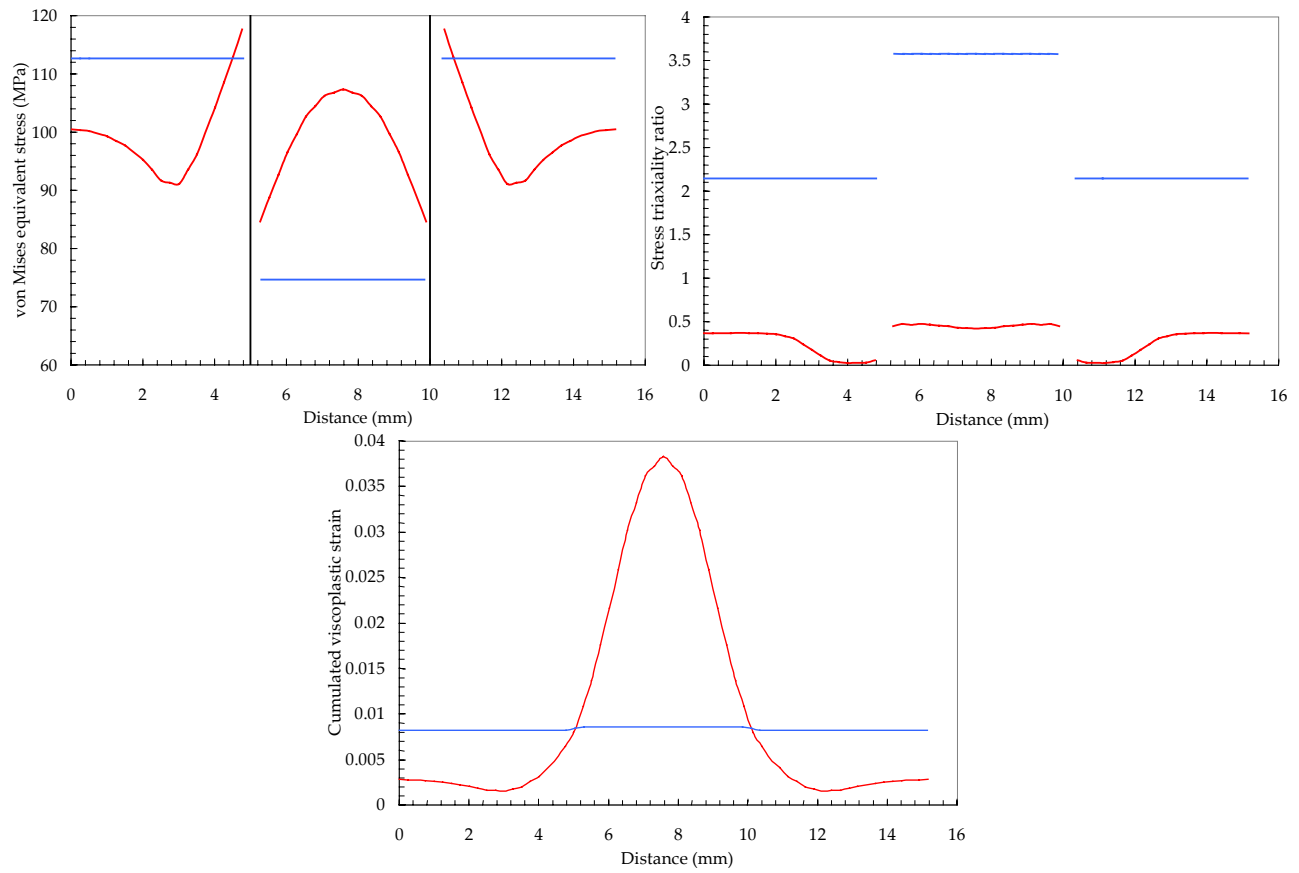 von Mises equivalent stress (MPa)
120
110
100
90
80
70
60
0 2 4 6 8 10 12 14 16
Distance (mm)
Stress triaxiality ratio
4
3.5
3
2.5
2
1.5
1
0.5
0
0 2 4 6 8 10 12 14 16
Distance (mm)
Cumulated viscoplastic strain
0.04
0.035
0.03
0.025
0.02
0.015
0.01
0.005
0
0 2 4 6 8 10 12 14 16
Distance (mm)